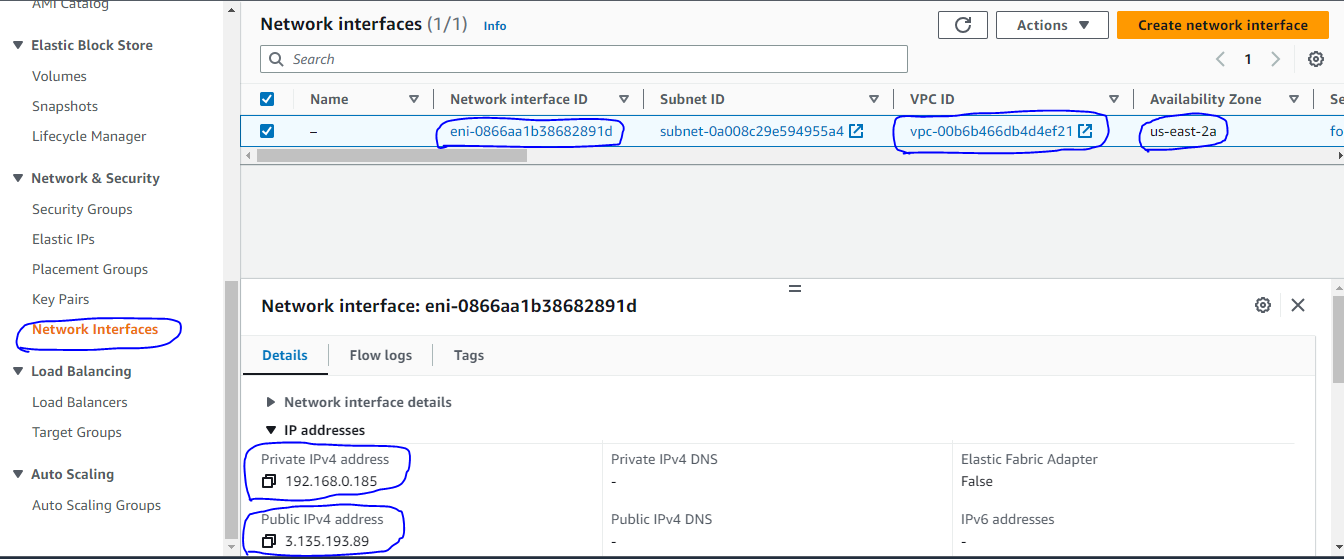 AMI Catalog
Elastic Block Store
Volumes
Snapshots
Lifecycle Manager
Network & Security
Security Groups
Elastic IPs
Placement Groups
Key Pairs
Network Interfaces
Load Balancing
Load Balancers
Target Groups
Auto Scaling
Auto Scaling Groups
Network interfaces (1/1) Info
Actions
Create network interface
Search
1
Name Network interface ID Subnet ID VPC ID Availability Zone Se
– eni-0866aa1b38682891d subnet-0a008c29e594955a4 vpc-00b6b466db4d4ef21 us-east-2a fo
Network interface: eni-0866aa1b38682891d
Details Flow logs Tags
Network interface details
IP addresses
Private IPv4 address Private IPv4 DNS Elastic Fabric Adapter
192.168.0.185 - False
Public IPv4 address Public IPv4 DNS IPv6 addresses
3.135.193.89 - -